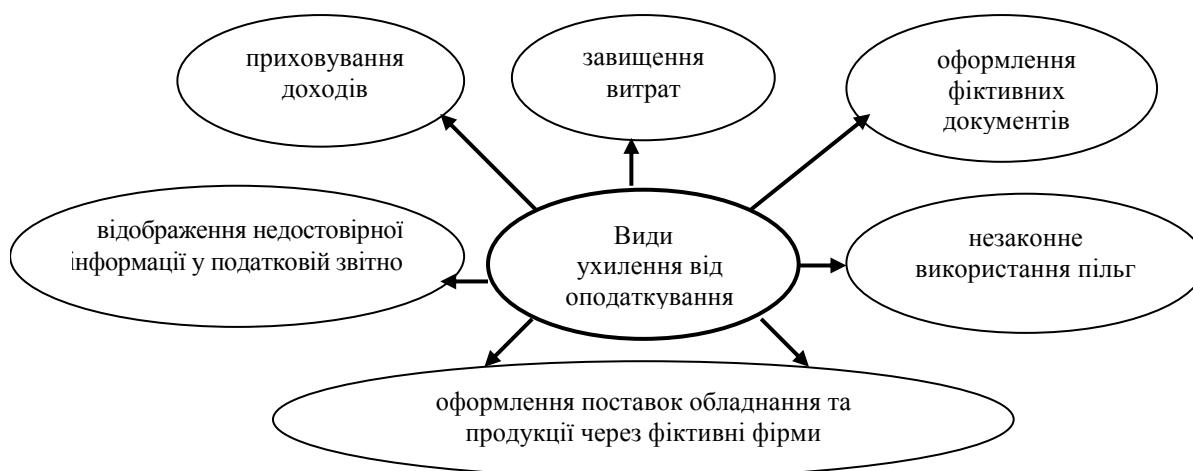 приховування
доходів
завищення
витрат
оформлення
фіктивних
документів
відображення недостовірної
інформації у податковій звітно
Види
ухилення від
оподаткування
незаконне
використання пільг
оформлення поставок обладнання та
продукції через фіктивні фірми